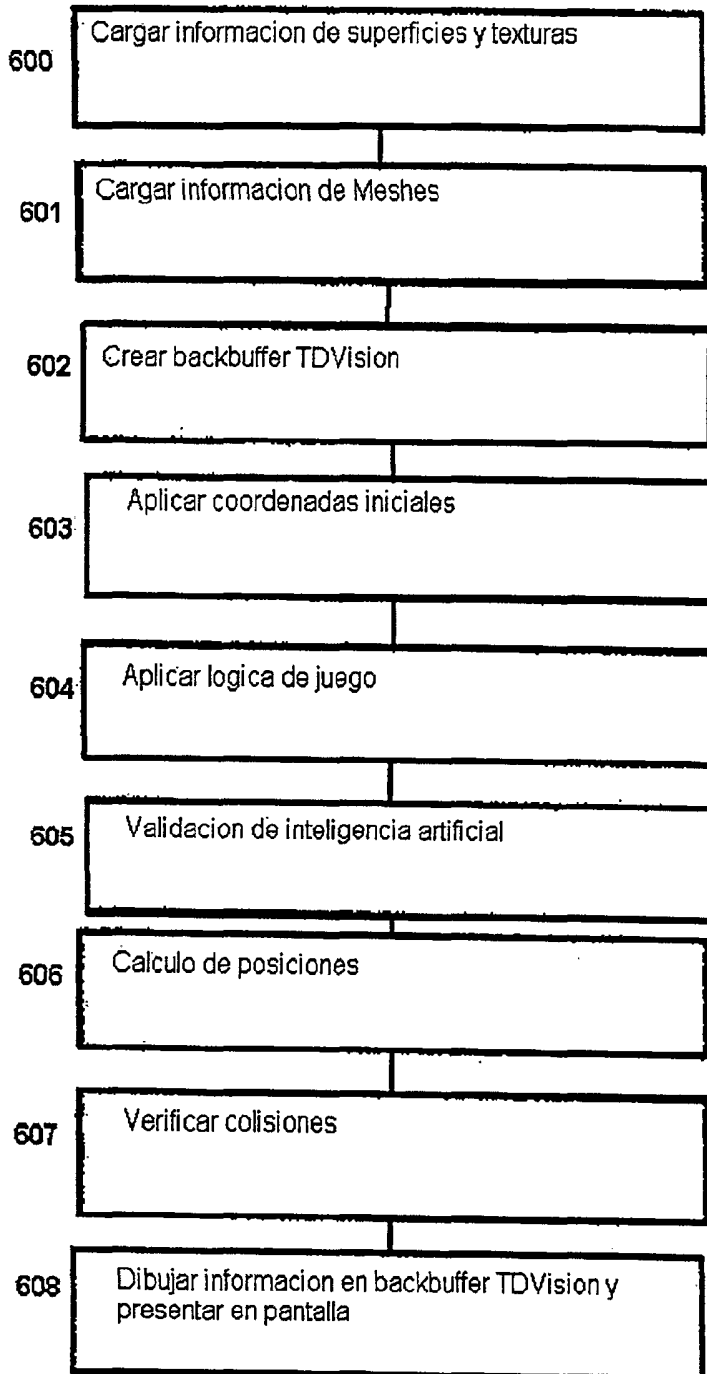 600 Cargar informacion de superficies y texturas
601 Cargar informacion de Meshes
602 Crear backbuffer TDVision
603 Aplicar coordenadas iniciales
604 Aplicar logica de juego
605 Validacion de inteligencia artificial
606 Calculo de posiciones
607 Verificar colisiones
608 Dibujar informacion en backbuffer TDVision y
presentar en pantalla